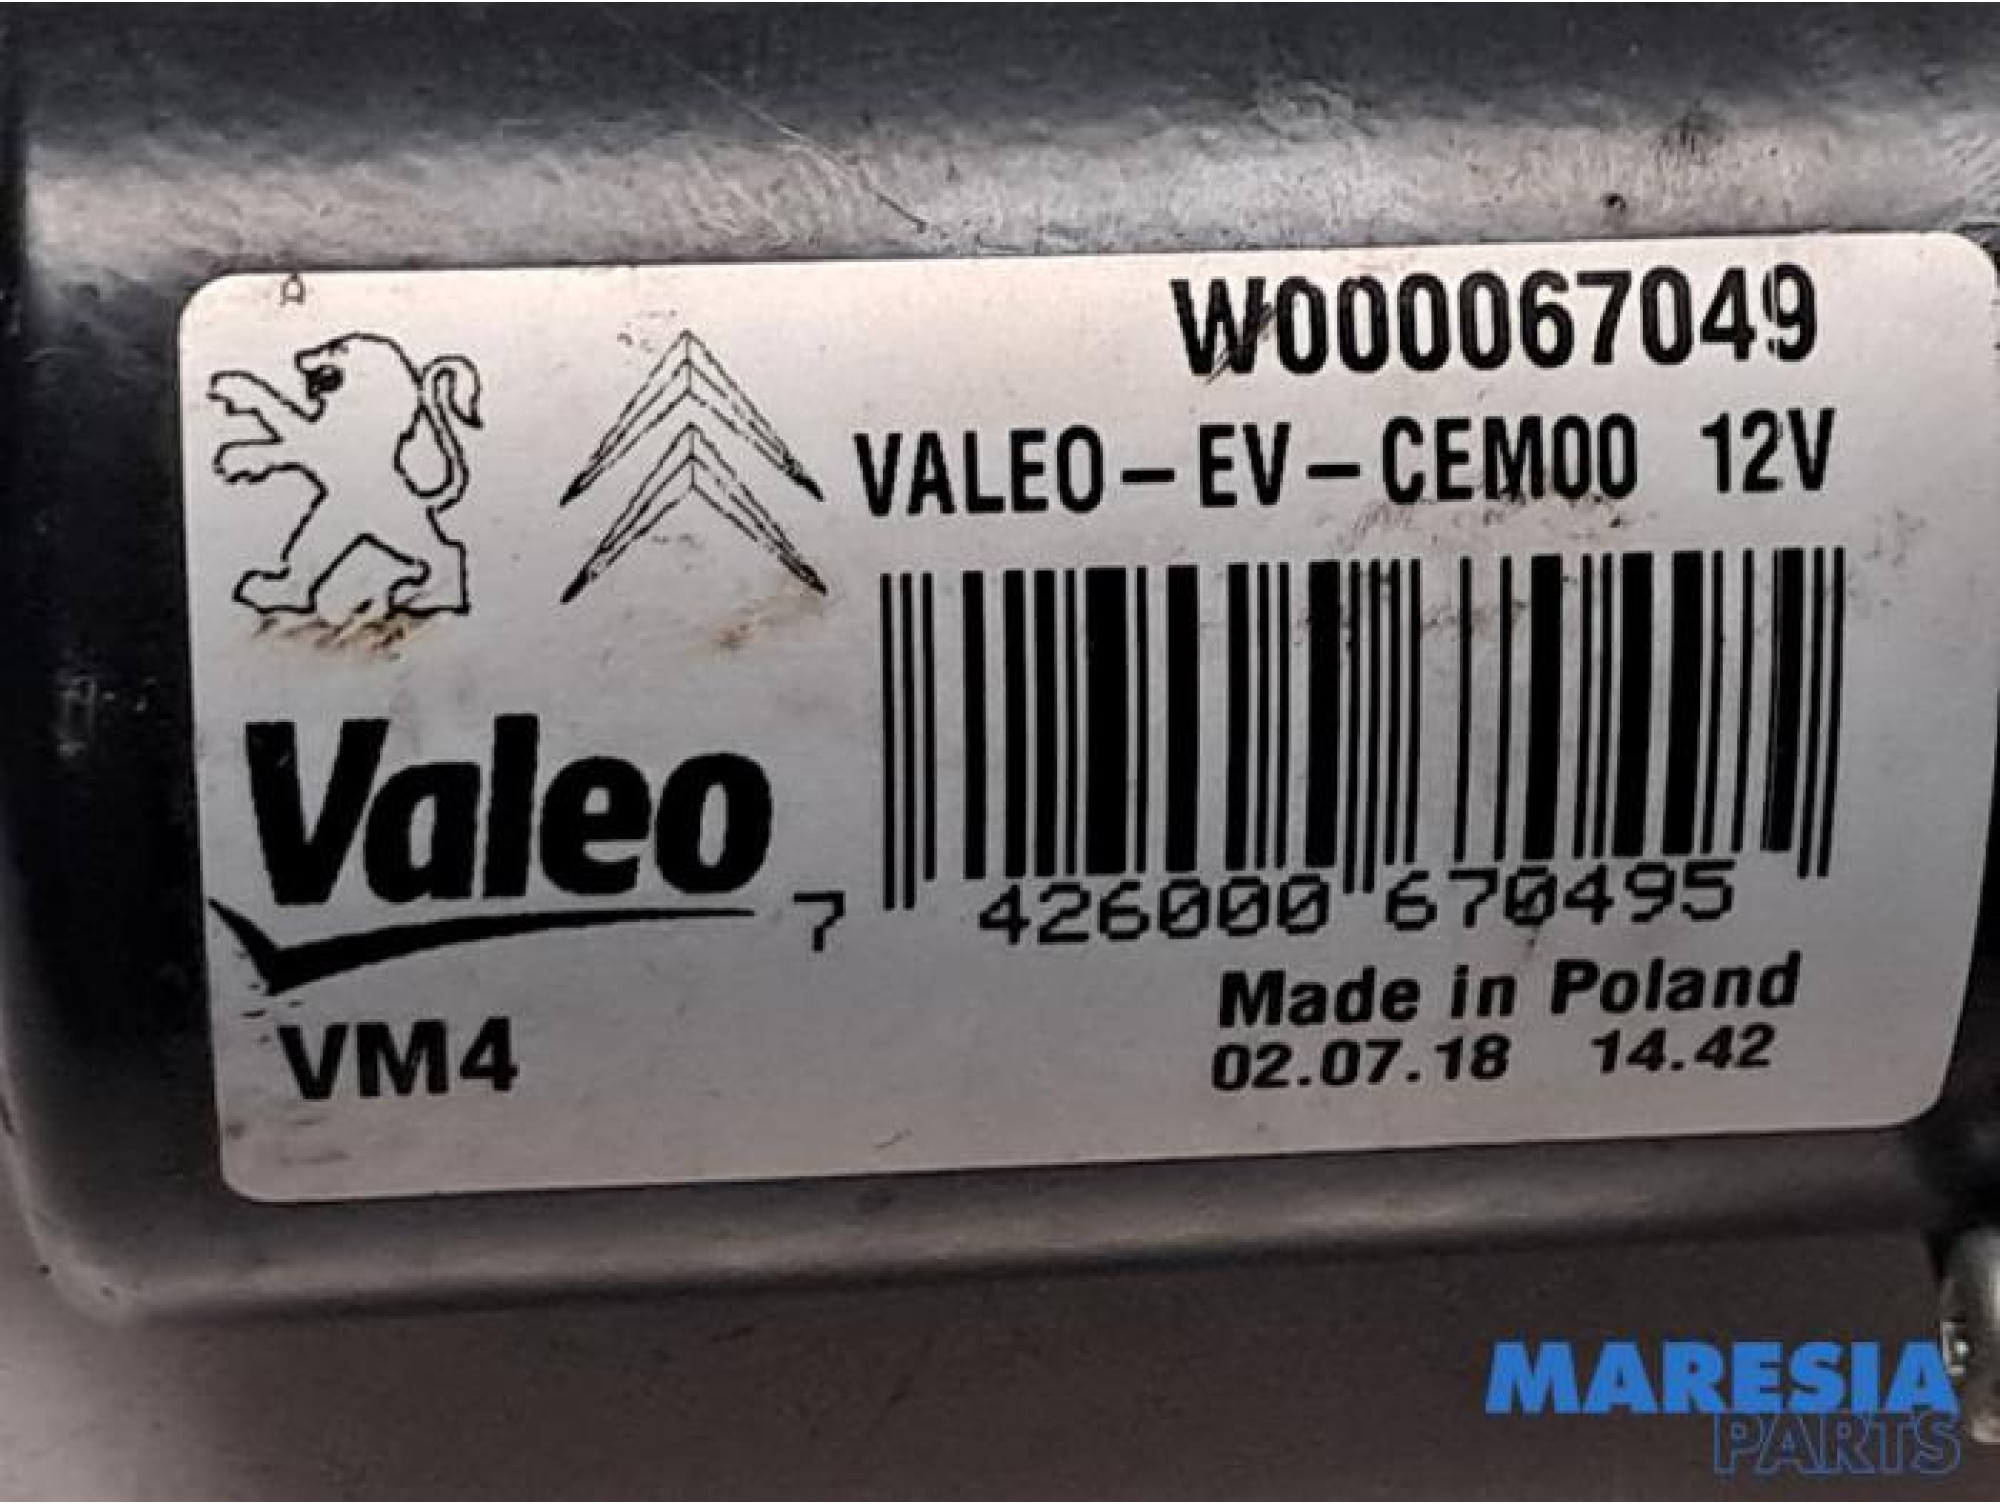 W000067049
VALEO-EV-CEM00 12V
7 426000 670495
Valeo
Made in Poland
VM4
02.07.18 14.42
MARESIA
PARTS